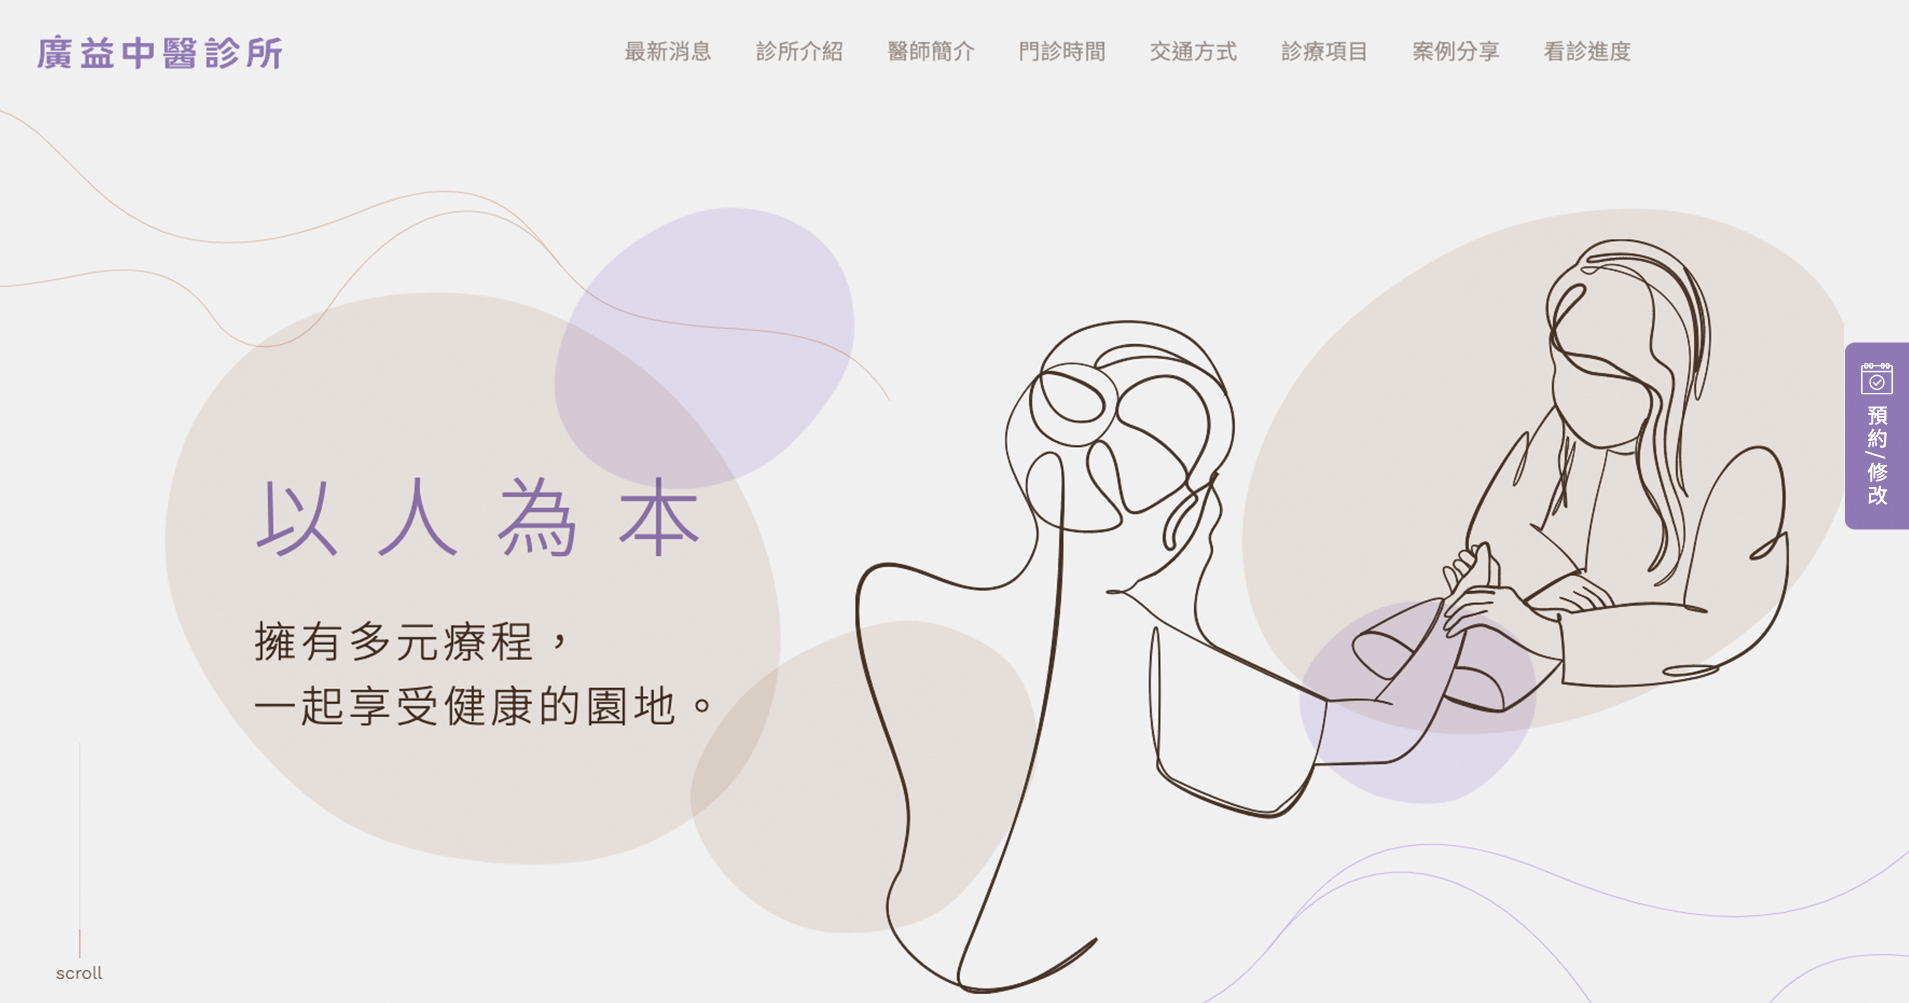 廣益中醫診所
最新消息 診所介紹 醫師簡介 門診時間 交通方式 診療項目 案例分享 看診進度
以人為本
擁有多元療程，
一起享受健康的園地。
預約/修改
scroll